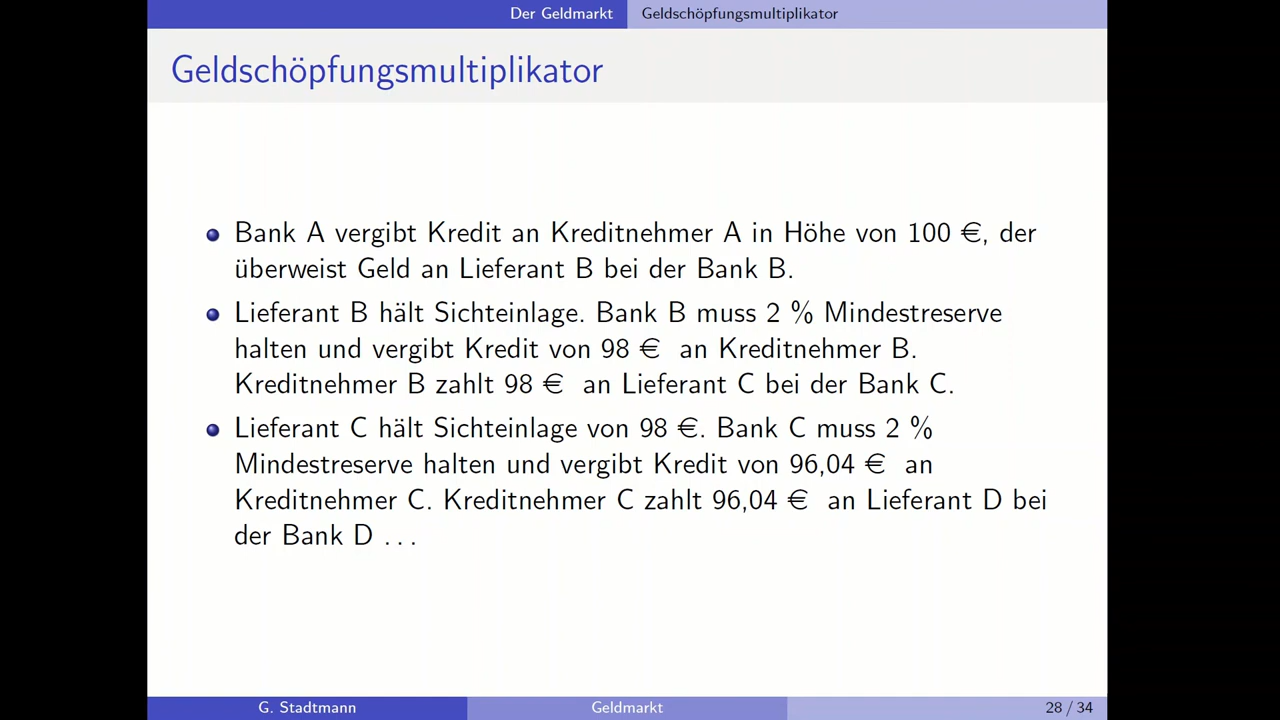 Der Geldmarkt Geldschöpfungsmultiplikator
Geldschöpfungsmultiplikator
Bank A vergibt Kredit an Kreditnehmer A in Höhe von 100 €, der
überweist Geld an Lieferant B bei der Bank B.
Lieferant B hält Sichteinlage. Bank B muss 2 % Mindestreserve
halten und vergibt Kredit von 98 € an Kreditnehmer B.
Kreditnehmer B zahlt 98 € an Lieferant C bei der Bank C.
Lieferant C hält Sichteinlage von 98 €. Bank C muss 2 %
Mindestreserve halten und vergibt Kredit von 96,04 € an
Kreditnehmer C. Kreditnehmer C zahlt 96,04 € an Lieferant D bei
der Bank D ...
G. Stadtmann Geldmarkt 28 / 34